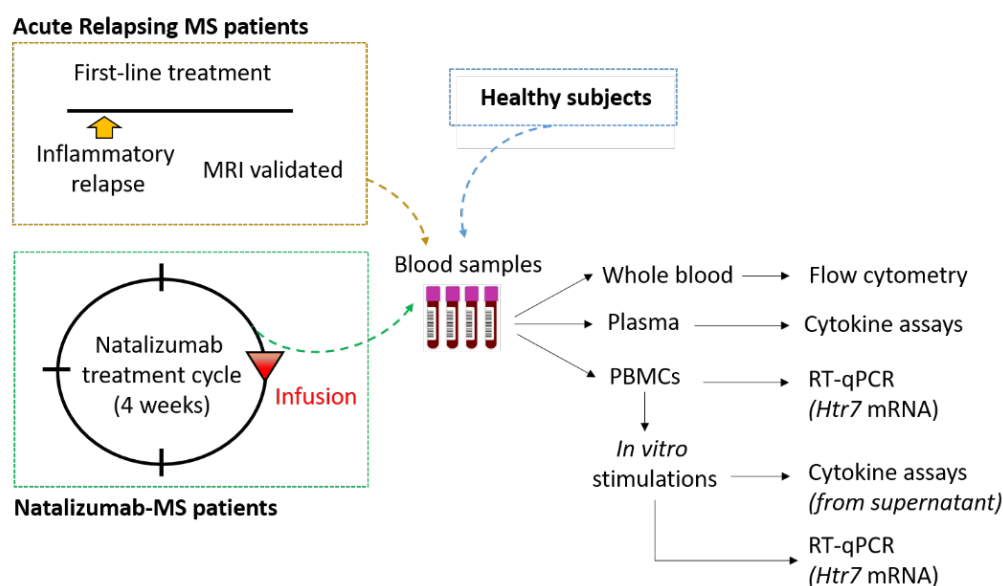 Acute Relapsing MS patients
First-line treatment
Inflammatory
relapse
MRI validated
Healthy subjects
Blood samples
Natalizumab
treatment cycle
(4 weeks)
Infusion
Natalizumab-MS patients
Whole blood
Flow cytometry
Plasma
Cytokine assays
PBMCs
RT-qPCR
(Htr7 mRNA)
In vitro
stimulations
Cytokine assays
(from supernatant)
RT-qPCR
(Htr7 mRNA)